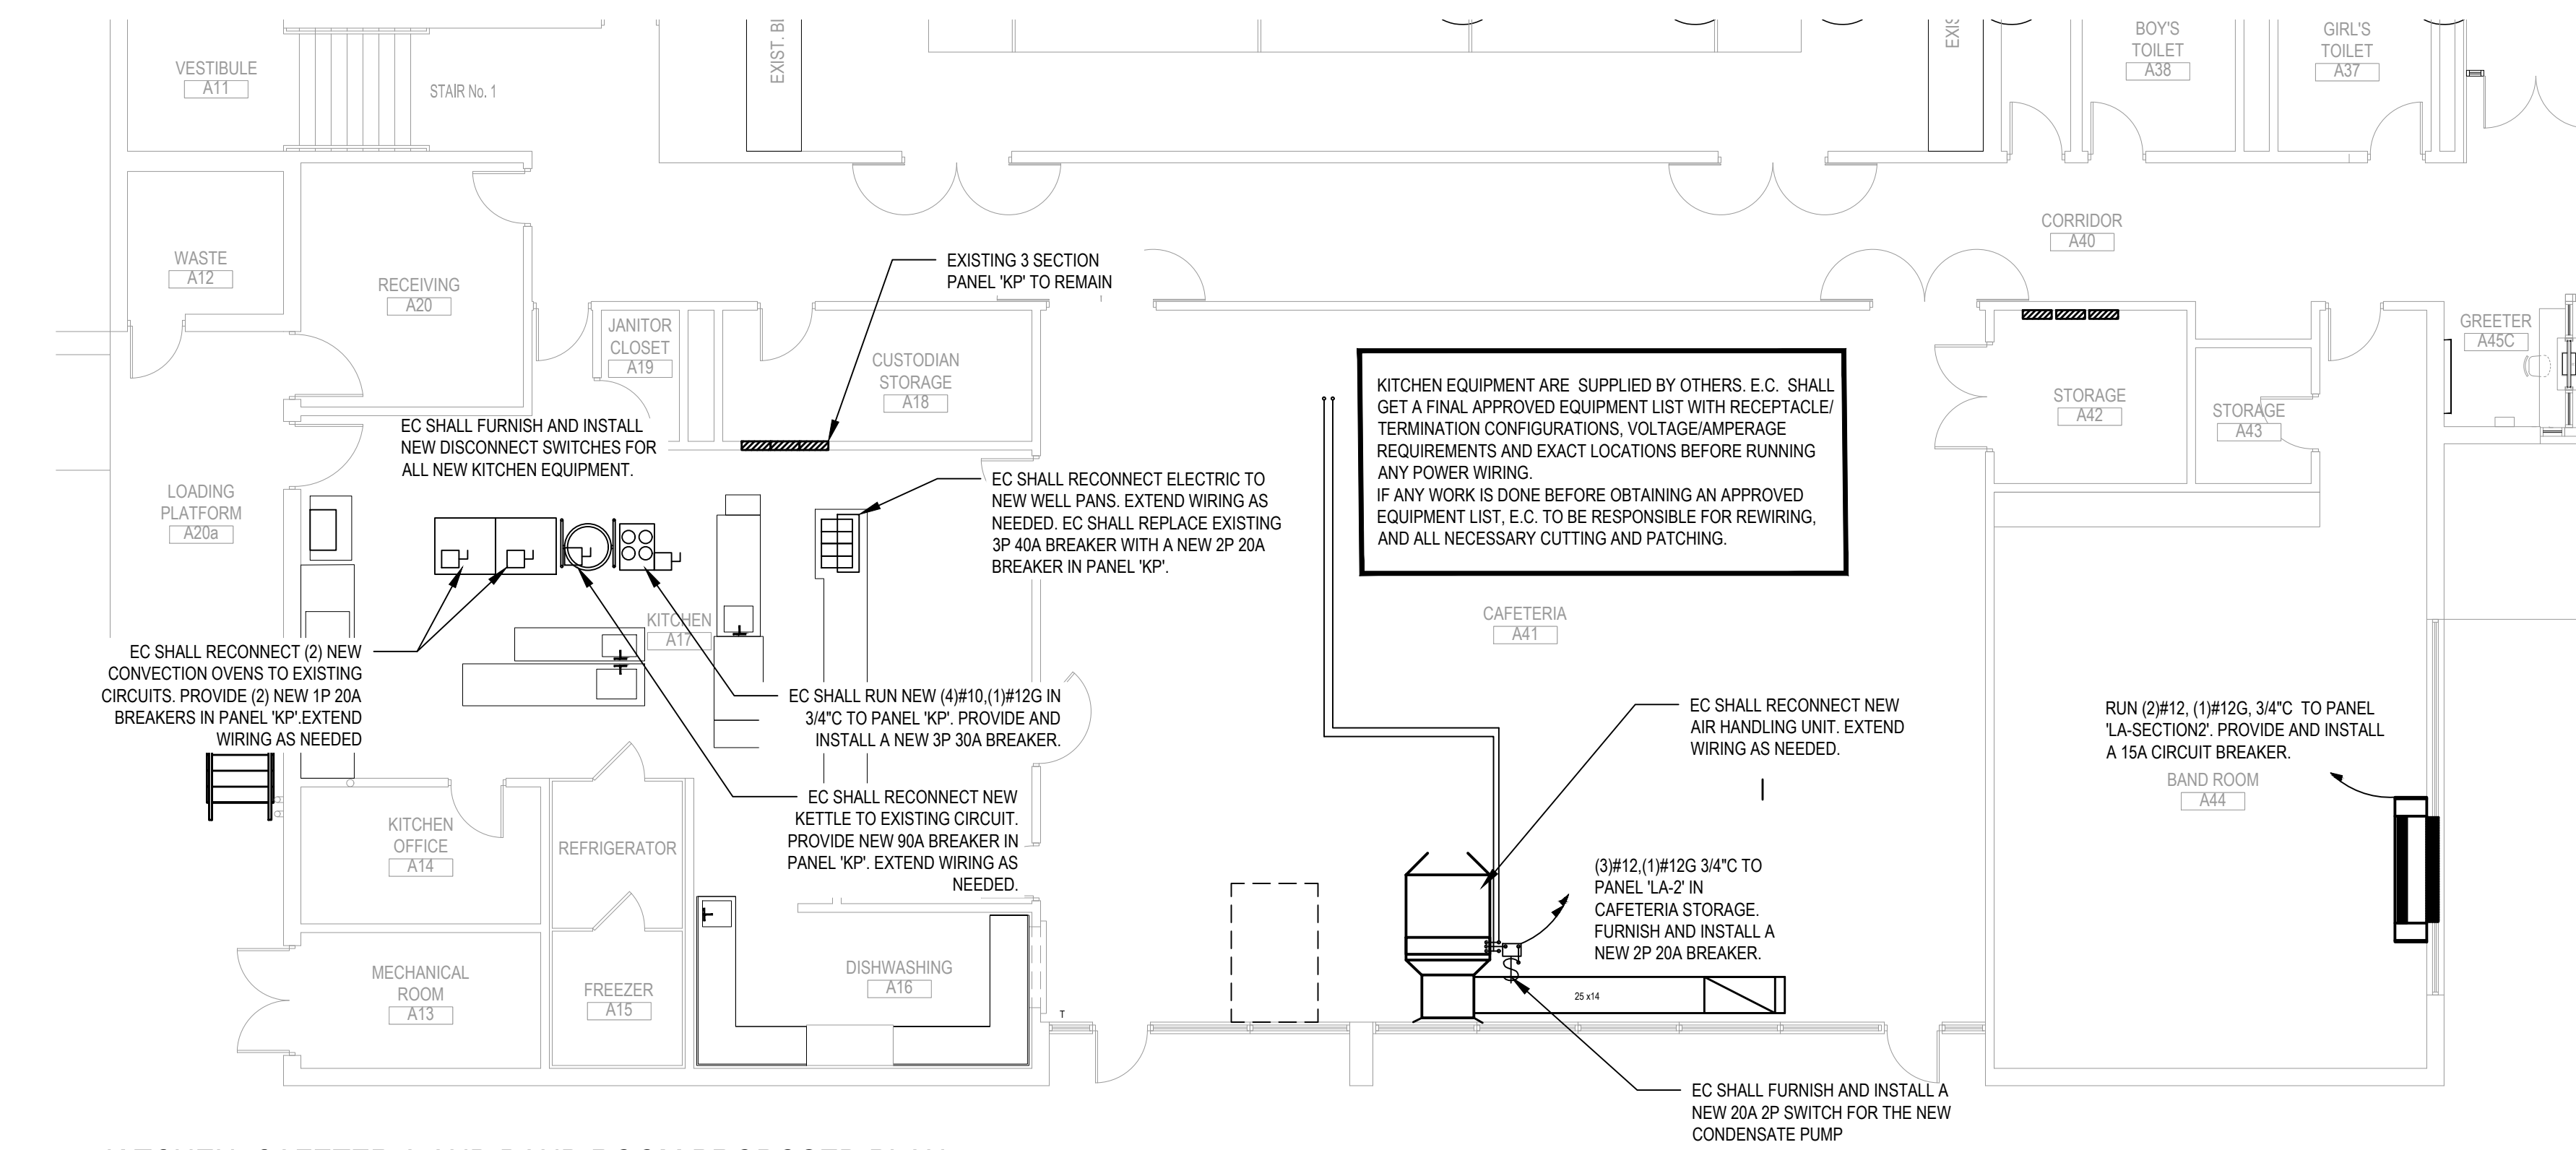 VESTIBULE
A11
STAIR No. 1
EXIST. BI
BOY'S
TOILET
A38
GIRL'S
TOILET
A37
WASTE
A12
RECEIVING
A20
EXISTING 3 SECTION
PANEL 'KP' TO REMAIN
CORRIDOR
A40
JANITOR
CLOSET
A19
CUSTODIAN
STORAGE
A18
GREETER
A45C
STORAGE
A42
STORAGE
A43
KITCHEN EQUIPMENT ARE SUPPLIED BY OTHERS. E.C. SHALL
GET A FINAL APPROVED EQUIPMENT LIST WITH RECEPTACLE/
TERMINATION CONFIGURATIONS, VOLTAGE/AMPERAGE
REQUIREMENTS AND EXACT LOCATIONS BEFORE RUNNING
ANY POWER WIRING.
IF ANY WORK IS DONE BEFORE OBTAINING AN APPROVED
EQUIPMENT LIST, E.C. TO BE RESPONSIBLE FOR REWIRING,
AND ALL NECESSARY CUTTING AND PATCHING.
EC SHALL FURNISH AND INSTALL
NEW DISCONNECT SWITCHES FOR
ALL NEW KITCHEN EQUIPMENT.
LOADING
PLATFORM
A20a
EC SHALL RECONNECT ELECTRIC TO
NEW WELL PANS. EXTEND WIRING AS
NEEDED. EC SHALL REPLACE EXISTING
3P 40A BREAKER WITH A NEW 2P 20A
BREAKER IN PANEL 'KP'.
KITCHEN
A17
CAFETERIA
A41
EC SHALL RECONNECT (2) NEW
CONVECTION OVENS TO EXISTING
CIRCUITS. PROVIDE (2) NEW 1P 20A
BREAKERS IN PANEL 'KP'.EXTEND
WIRING AS NEEDED
EC SHALL RUN NEW (4)#10,(1)#12G IN
3/4"C TO PANEL 'KP'. PROVIDE AND
INSTALL A NEW 3P 30A BREAKER.
EC SHALL RECONNECT NEW
AIR HANDLING UNIT. EXTEND
WIRING AS NEEDED.
RUN (2)#12, (1)#12G, 3/4"C TO PANEL
'LA-SECTION2'. PROVIDE AND INSTALL
A 15A CIRCUIT BREAKER.
BAND ROOM
A44
EC SHALL RECONNECT NEW
KETTLE TO EXISTING CIRCUIT.
PROVIDE NEW 90A BREAKER IN
PANEL 'KP'. EXTEND WIRING AS
NEEDED.
KITCHEN
OFFICE
A14
REFRIGERATOR
(3)#12,(1)#12G 3/4"C TO
PANEL 'LA-2' IN
CAFETERIA STORAGE.
FURNISH AND INSTALL A
NEW 2P 20A BREAKER.
MECHANICAL
ROOM
A13
FREEZER
A15
DISHWASHING
A16
T
25 x14
EC SHALL FURNISH AND INSTALL A
NEW 20A 2P SWITCH FOR THE NEW
CONDENSATE PUMP